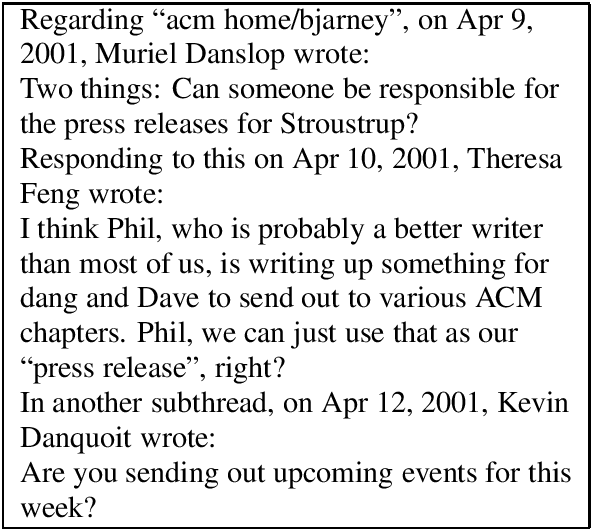 Regarding “acm home/bjarney”, on Apr 9,
2001, Muriel Danslop wrote:
Two things: Can someone be responsible for
the press releases for Stroustrup?
Responding to this on Apr 10, 2001, Theresa
Feng wrote:
I think Phil, who is probably a better writer
than most of us, is writing up something for
dang and Dave to send out to various ACM
chapters. Phil, we can just use that as our
“press release”, right?
In another subthread, on Apr 12, 2001, Kevin
Danquoit wrote:
Are you sending out upcoming events for this
week?